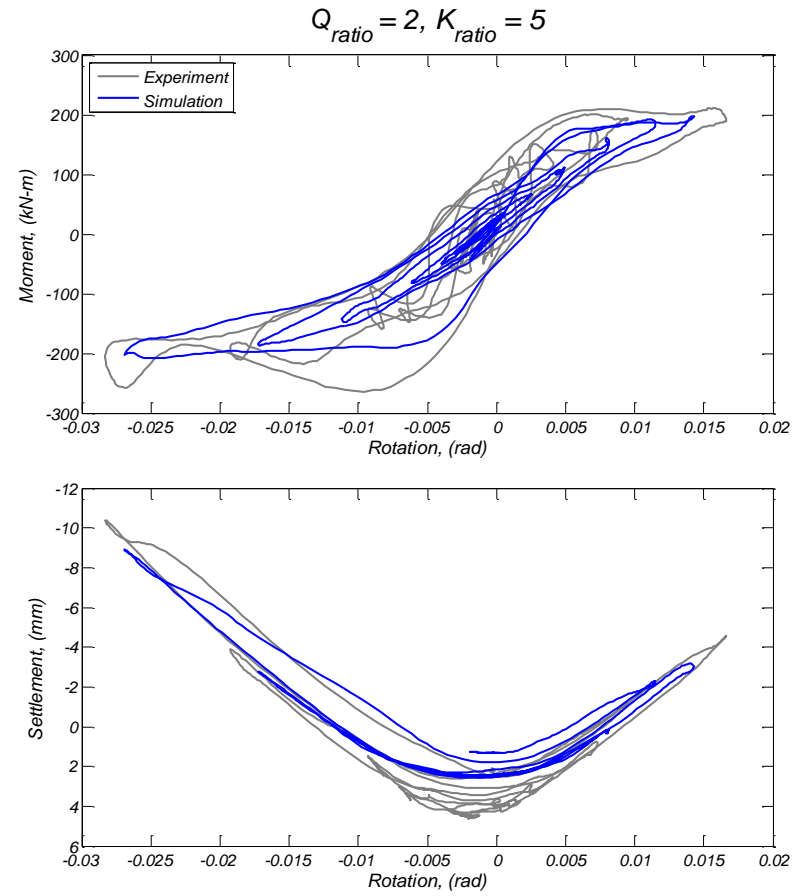 Q_ratio = 2, K_ratio = 5
300
200
100
0
-100
-200
-300
Moment, (kN-m)
Experiment
Simulation
-0.03 -0.025 -0.02 -0.015 -0.01 -0.005 0 0.005 0.01 0.015 0.02
Rotation, (rad)
-12
-10
-8
-6
-4
-2
0
2
4
6
Settlement, (mm)
-0.03 -0.025 -0.02 -0.015 -0.01 -0.005 0 0.005 0.01 0.015 0.02
Rotation, (rad)